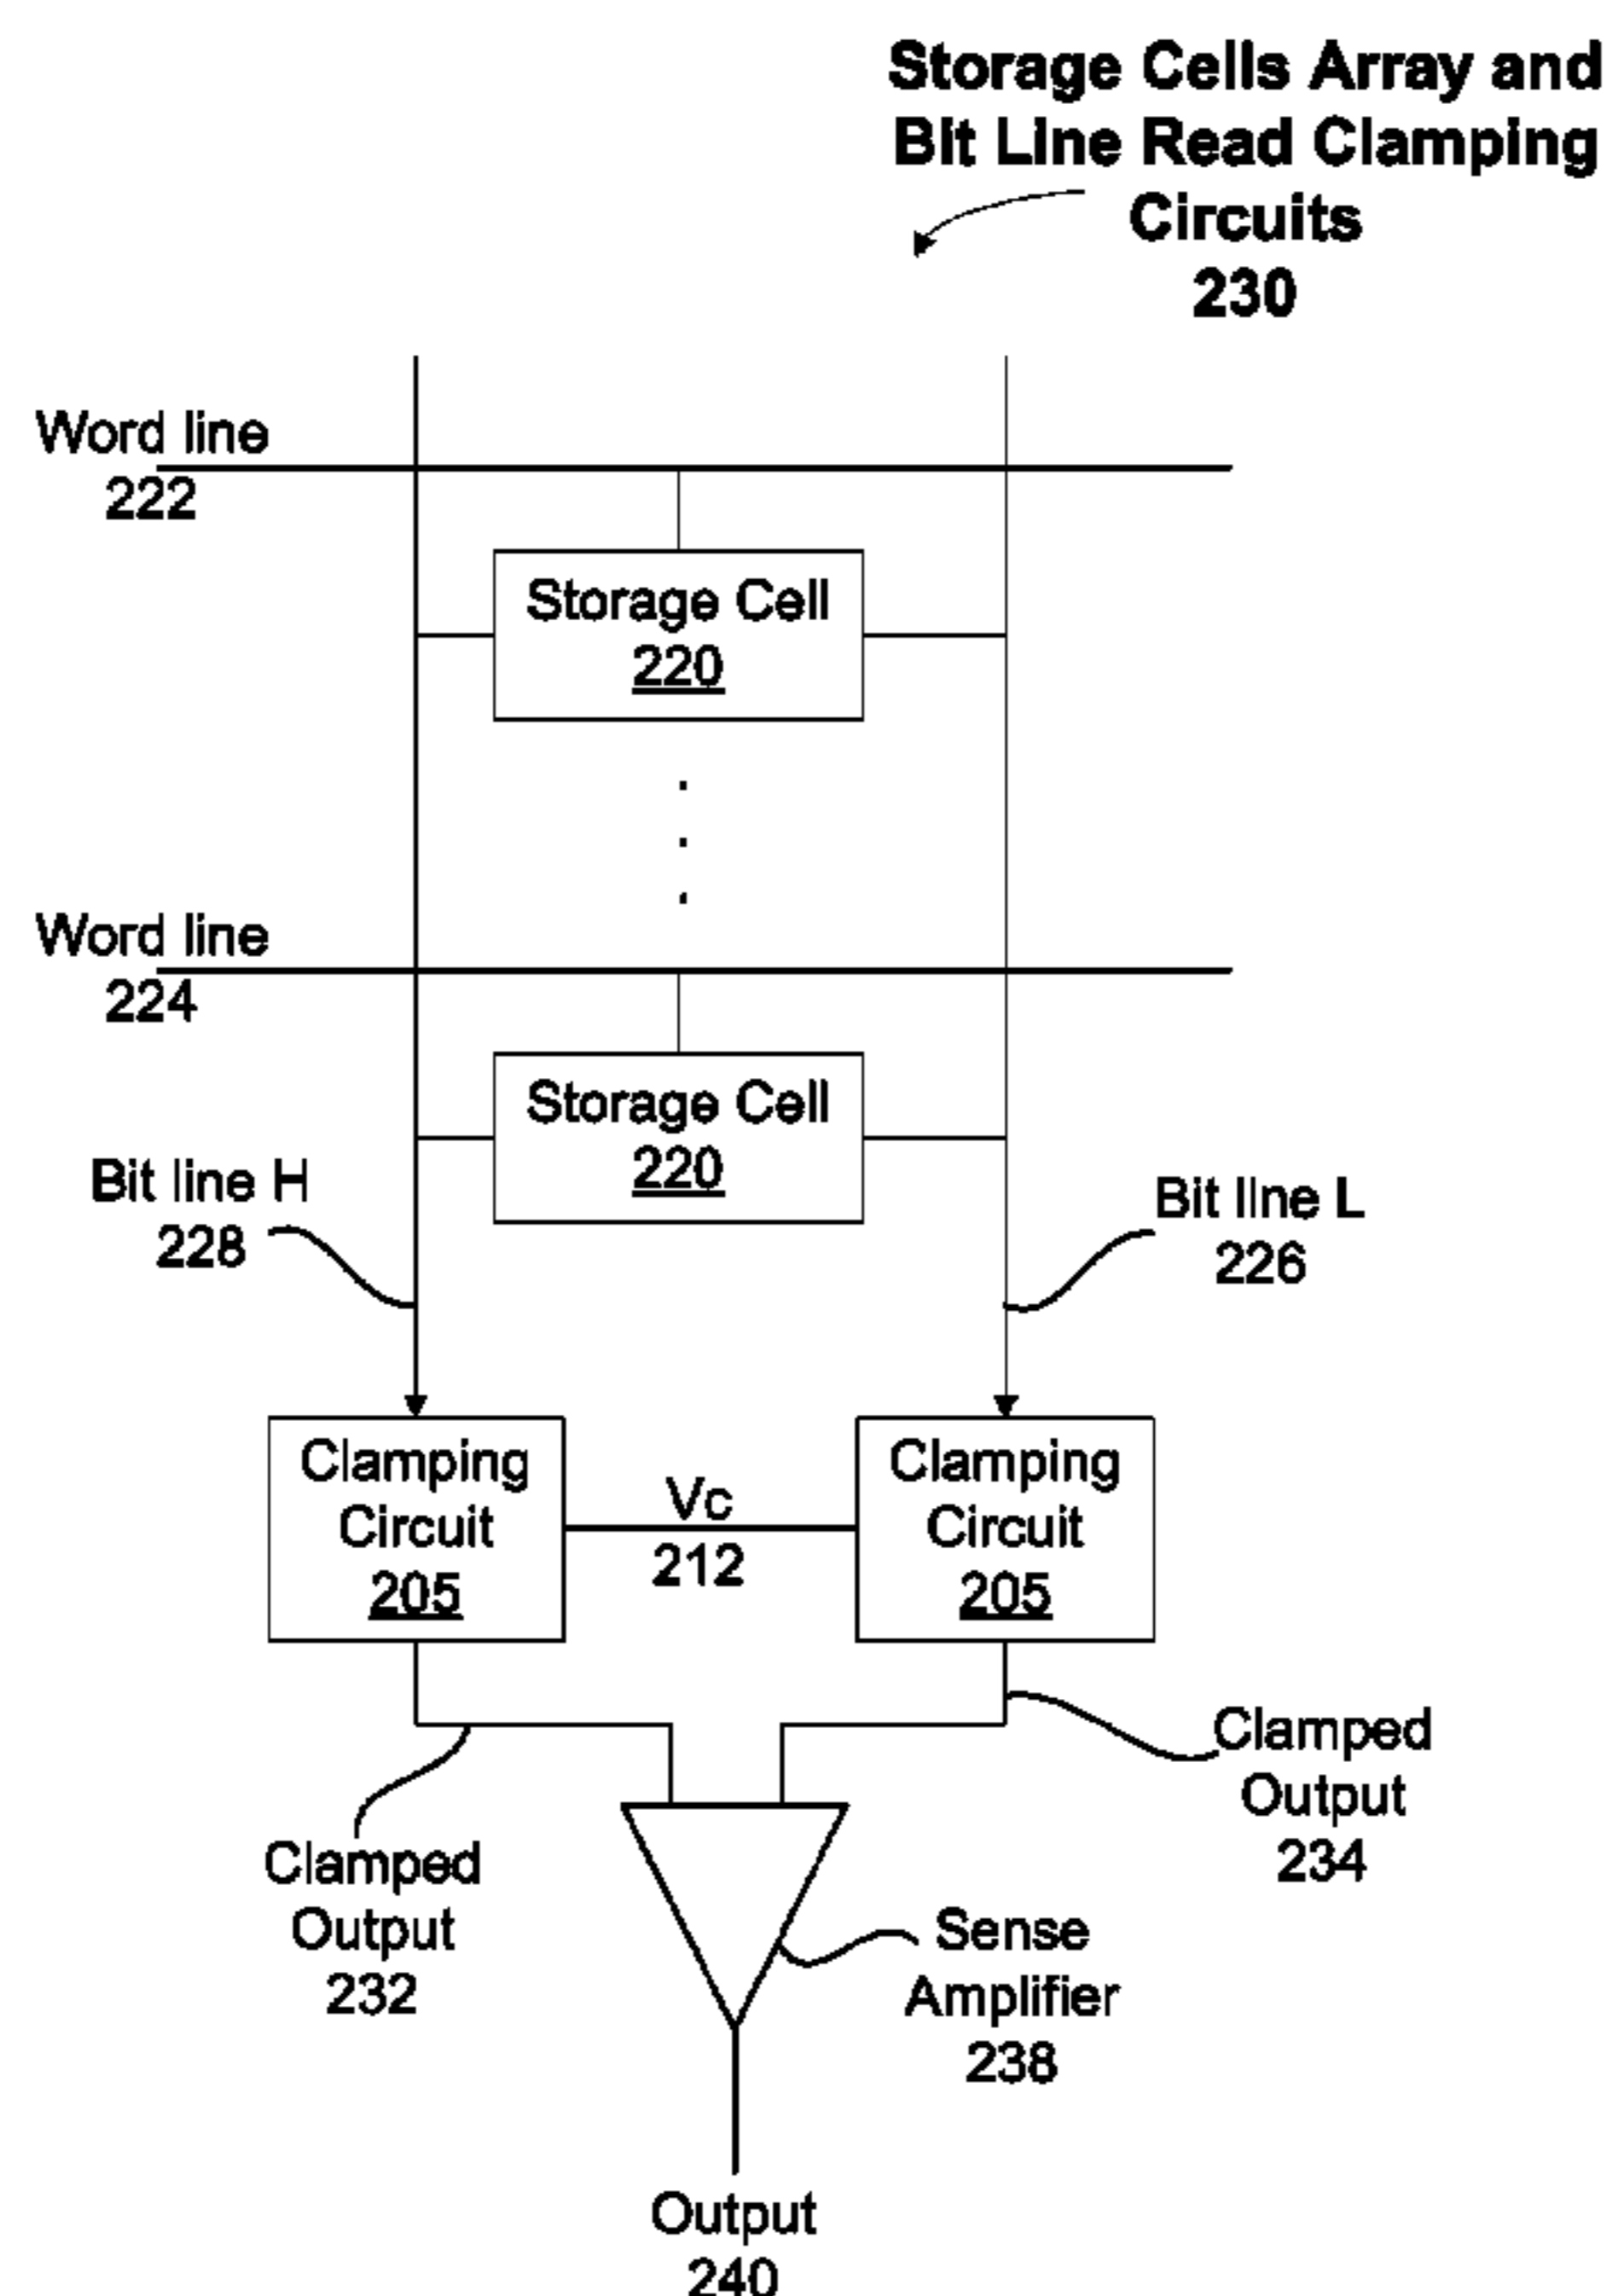 Storage Cells Array and
Bit Line Read Clamping
Circuits
230
Word line
222
Storage Cell
220
Word line
224
Storage Cell
220
Bit line H
228
Bit line L
226
Clamping
Circuit
205
Vc
212
Clamping
Circuit
205
Clamped
Output
232
Clamped
Output
234
Sense
Amplifier
238
Output
240